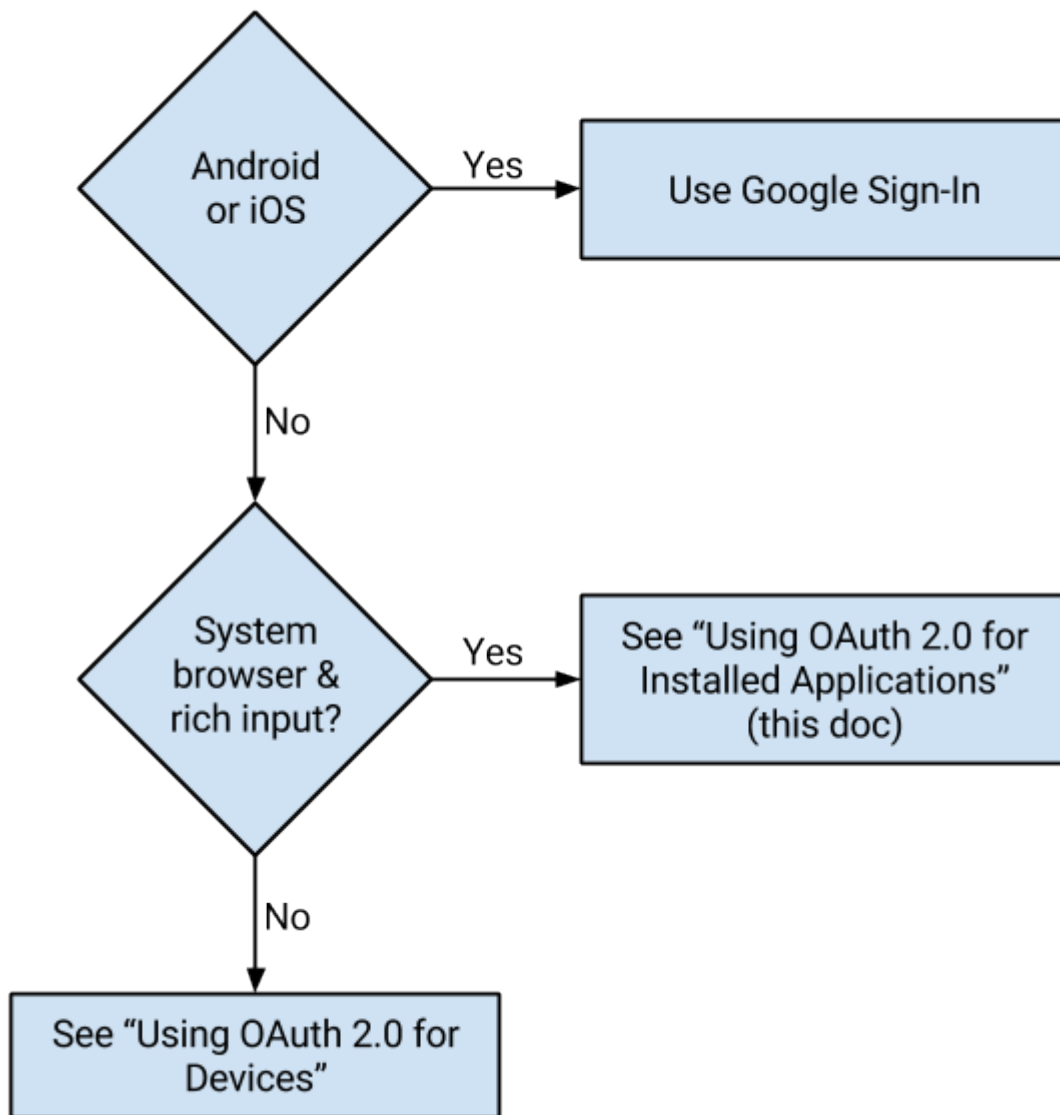 Android
or iOS
Yes
Use Google Sign-In
No
System
browser &
rich input?
Yes
See “Using OAuth 2.0 for
Installed Applications”
(this doc)
No
See “Using OAuth 2.0 for
Devices”